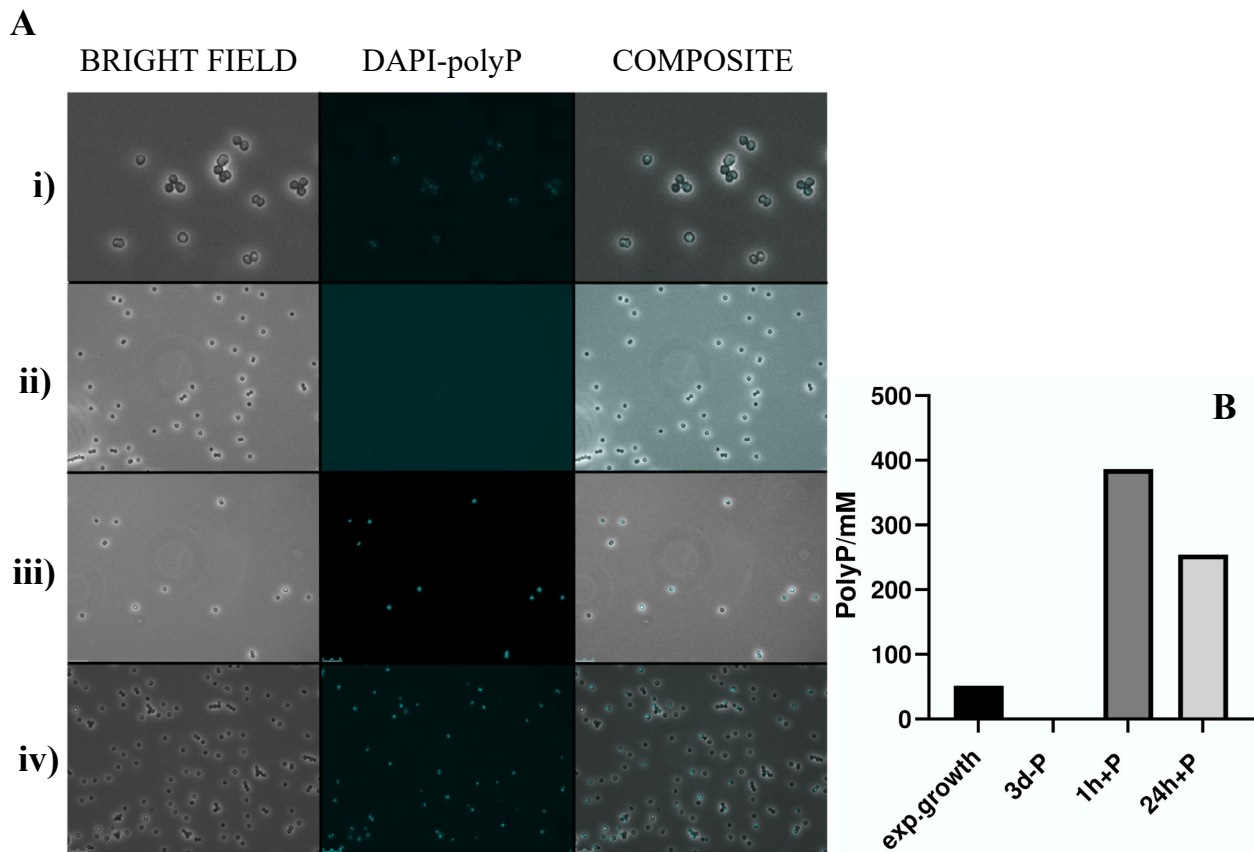 A
BRIGHT FIELD DAPI-polyP COMPOSITE
i)
ii)
iii)
iv)
B
PolyP/mM
500
400
300
200
100
0
exp.growth 3d-P 1h+P 24h+P